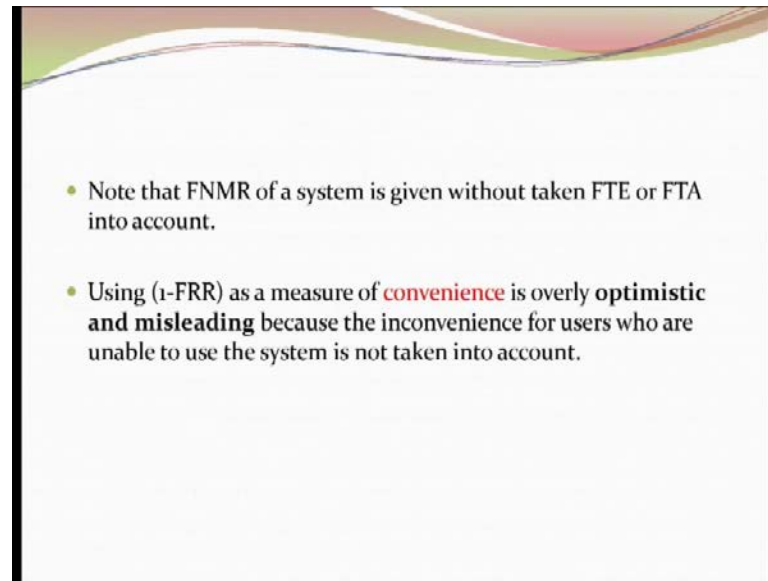 • Note that FNMR of a system is given without taken FTE or FTA
into account.
• Using (1-FRR) as a measure of convenience is overly optimistic
and misleading because the inconvenience for users who are
unable to use the system is not taken into account.